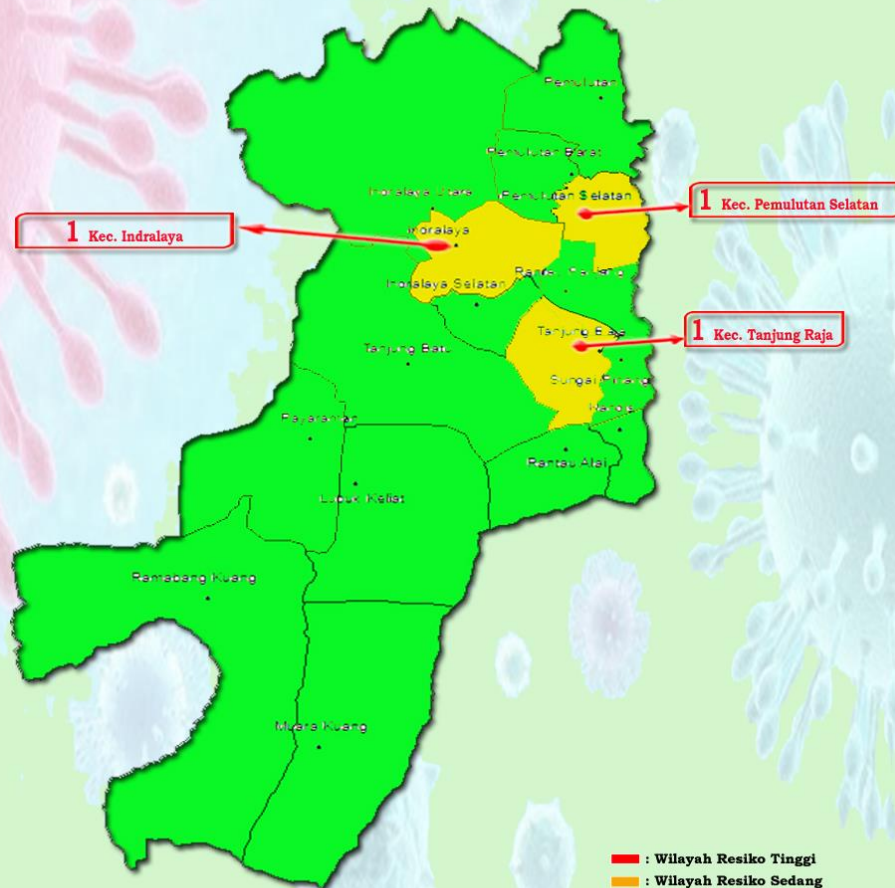 Pemulutan
Pemulutan Barat
Indralaya Utara
Pemulutan Selatan
1 Kec. Pemulutan Selatan
1 Kec. Indralaya
Indralaya
Indralaya Selatan
Tanjung Raja
1 Kec. Tanjung Raja
Tanjung Batu
Sungai Pinang
Payaraman
Rantau Alai
Lubuk Keliat
Ramabang Kuang
Muara Kuang
: Wilayah Resiko Tinggi
: Wilayah Resiko Sedang